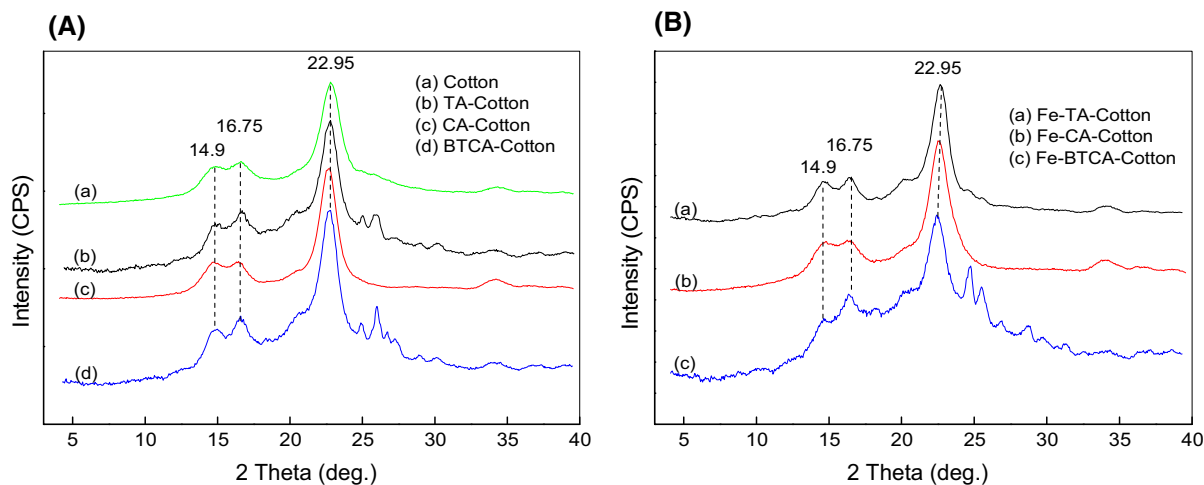 (A)
22.95
(a) Cotton
(b) TA-Cotton
(c) CA-Cotton
(d) BTCA-Cotton
16.75
14.9
(a)
(b)
(c)
(d)
Intensity (CPS)
5 10 15 20 25 30 35 40
2 Theta (deg.)
(B)
22.95
(a) Fe-TA-Cotton
(b) Fe-CA-Cotton
(c) Fe-BTCA-Cotton
16.75
14.9
(a)
(b)
(c)
Intensity (CPS)
5 10 15 20 25 30 35 40
2 Theta (deg.)